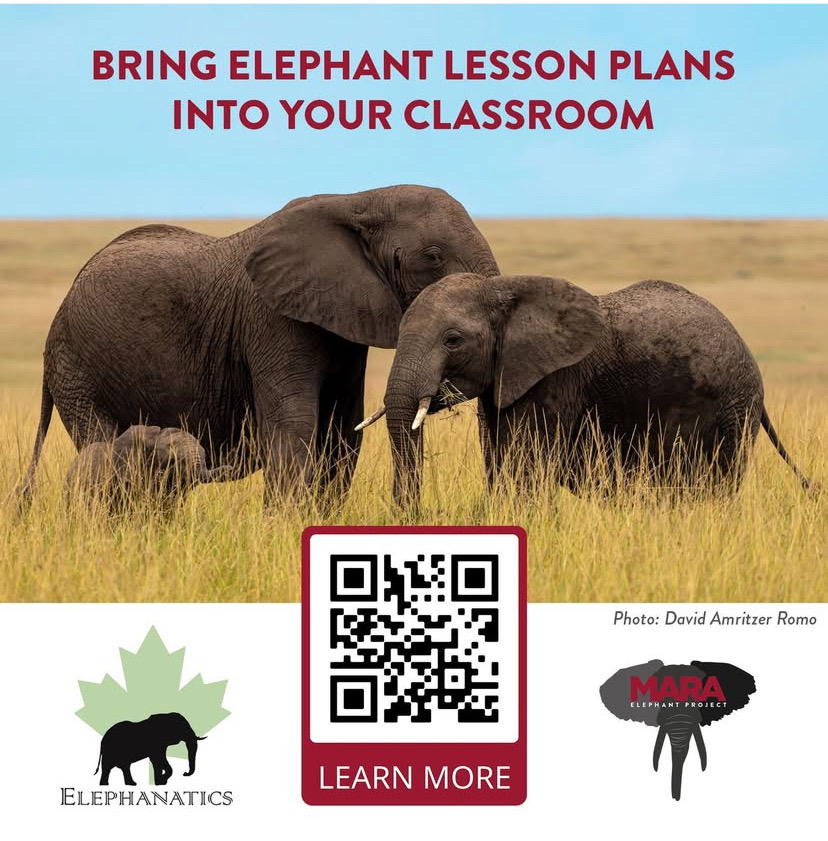 BRING ELEPHANT LESSON PLANS
INTO YOUR CLASSROOM
Photo: David Amritzer Romo
MARA
ELEPHANT PROJECT
ELEPHANATICS
LEARN MORE